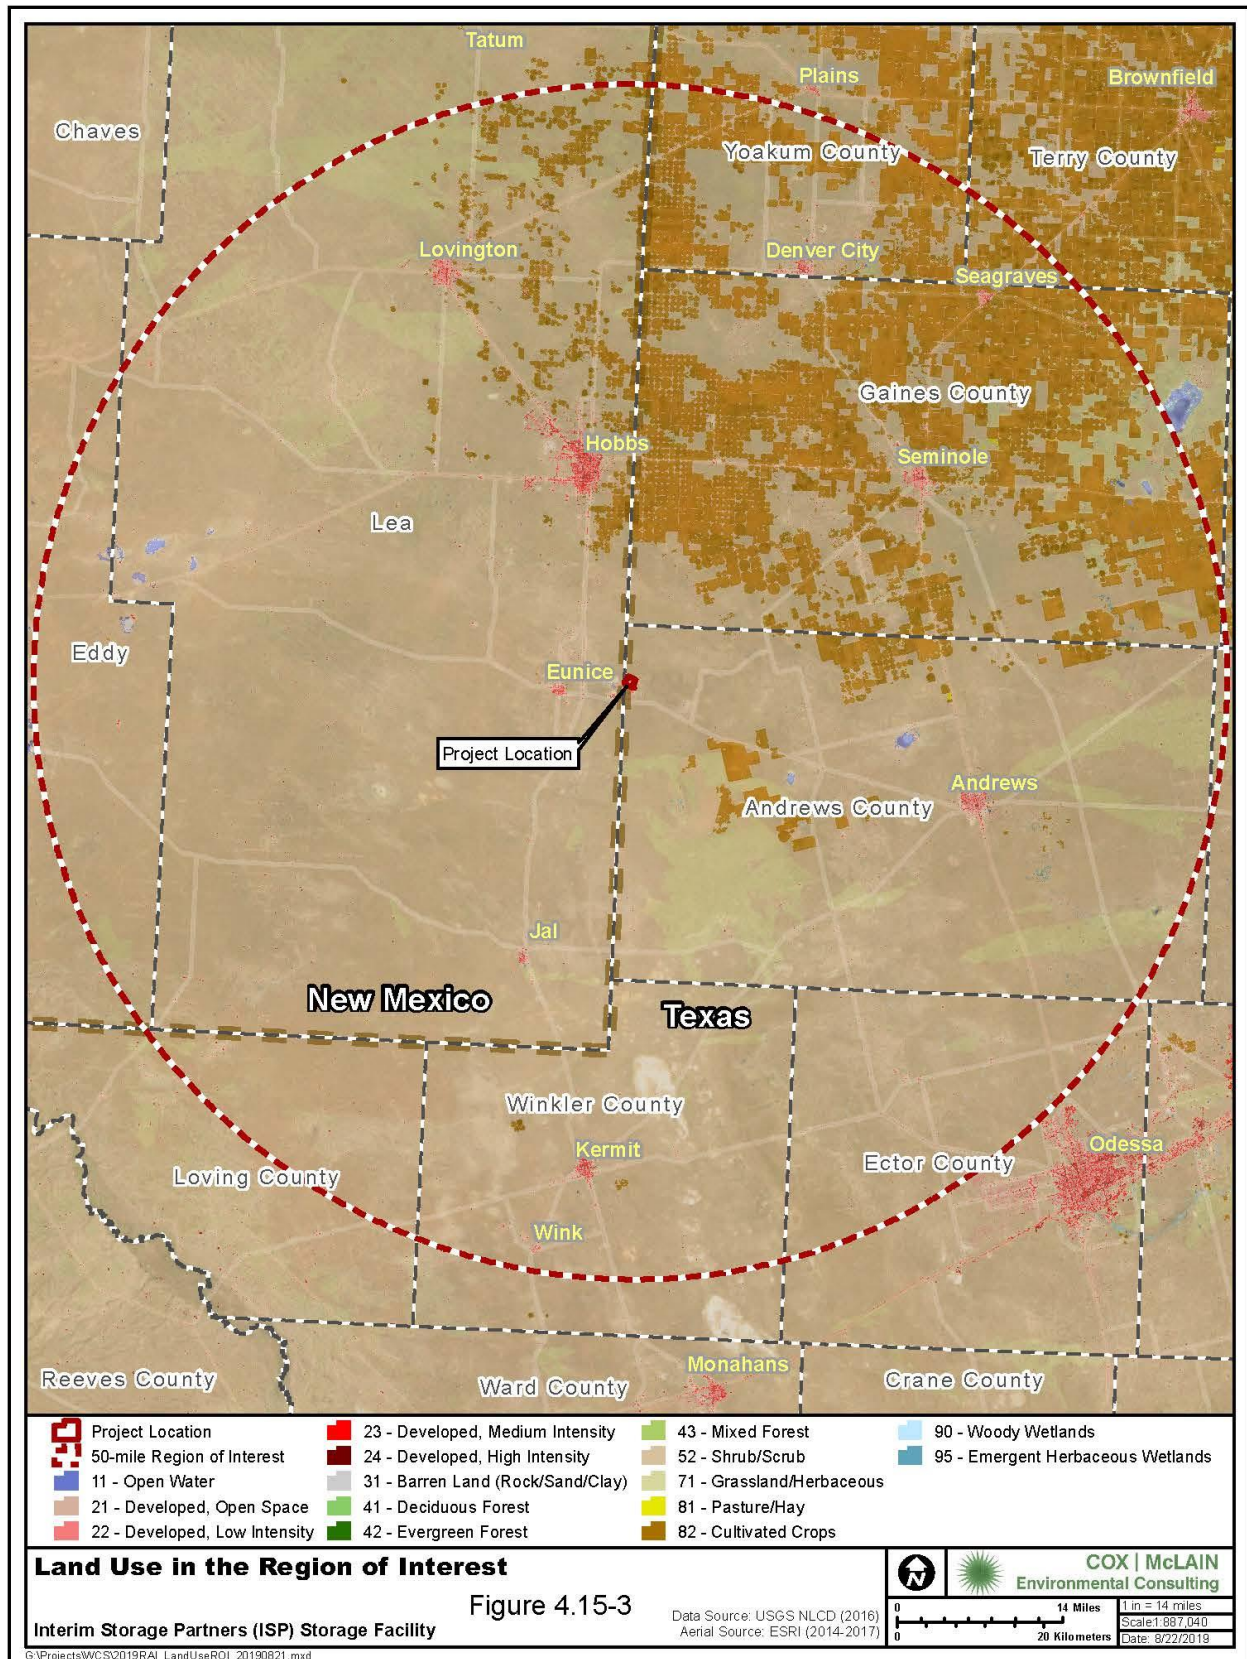 Tatum
Plains
Brownfield
Chaves
Yoakum County
Terry County
Lovington
Denver City
Seagraves
Gaines County
Hobbs
Seminole
Lea
Eddy
Eunice
Project Location
Andrews
Andrews County
Jal
New Mexico
Texas
Winkler County
Kermit
Odessa
Ector County
Loving County
Wink
Monahans
Reeves County
Ward County
Crane County
Project Location
50-mile Region of Interest
11 - Open Water
21 - Developed, Open Space
22 - Developed, Low Intensity
23 - Developed, Medium Intensity
24 - Developed, High Intensity
31 - Barren Land (Rock/Sand/Clay)
41 - Deciduous Forest
42 - Evergreen Forest
43 - Mixed Forest
52 - Shrub/Scrub
71 - Grassland/Herbaceous
81 - Pasture/Hay
82 - Cultivated Crops
90 - Woody Wetlands
95 - Emergent Herbaceous Wetlands
Land Use in the Region of Interest
Figure 4.15-3
Interim Storage Partners (ISP) Storage Facility
Data Source: USGS NLCD (2016)
Aerial Source: ESRI (2014-2017)
N
COX | McLAIN
Environmental Consulting
0 14 Miles
0 20 Kilometers
1 in = 14 miles
Scale:1:887,040
Date: 8/22/2019
G:\Projects\WCS\2019RAI_LandUseROI_20190821.mxd